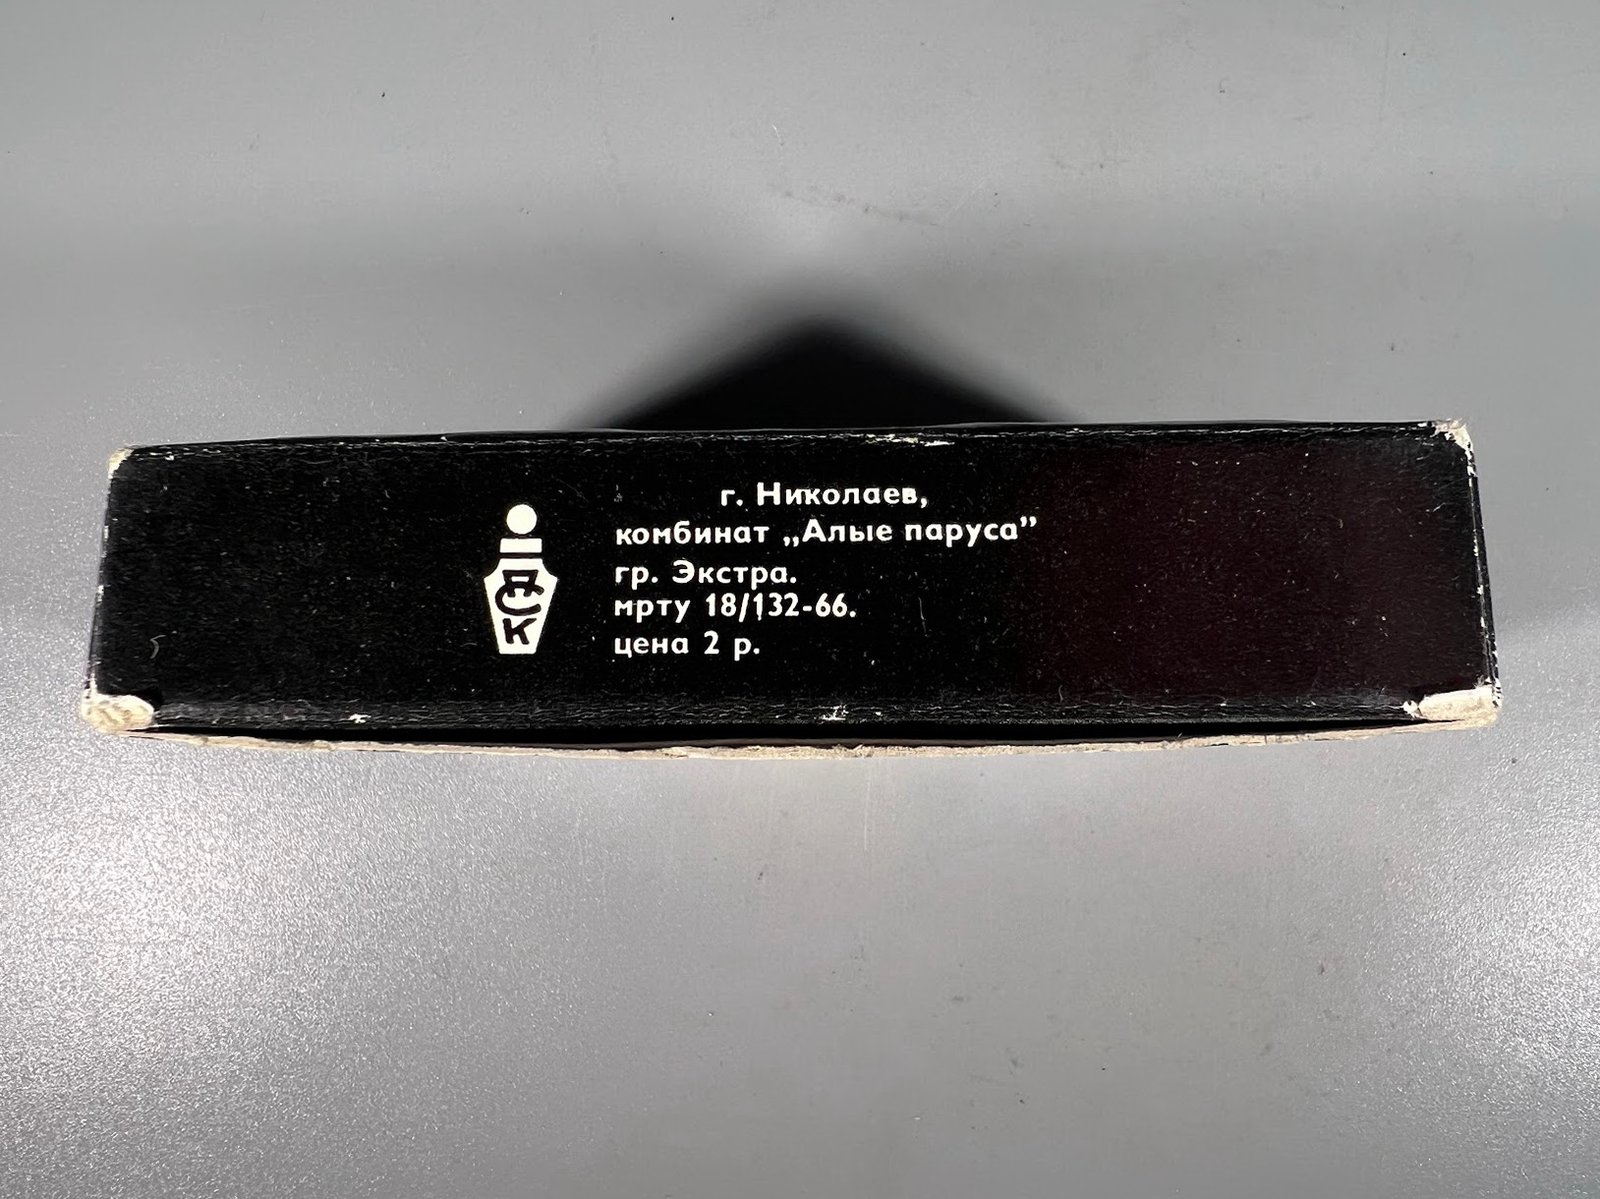 г. Николаев,
комбинат „Алые паруса”
гр. Экстра.
мрту 18/132-66.
цена 2 р.